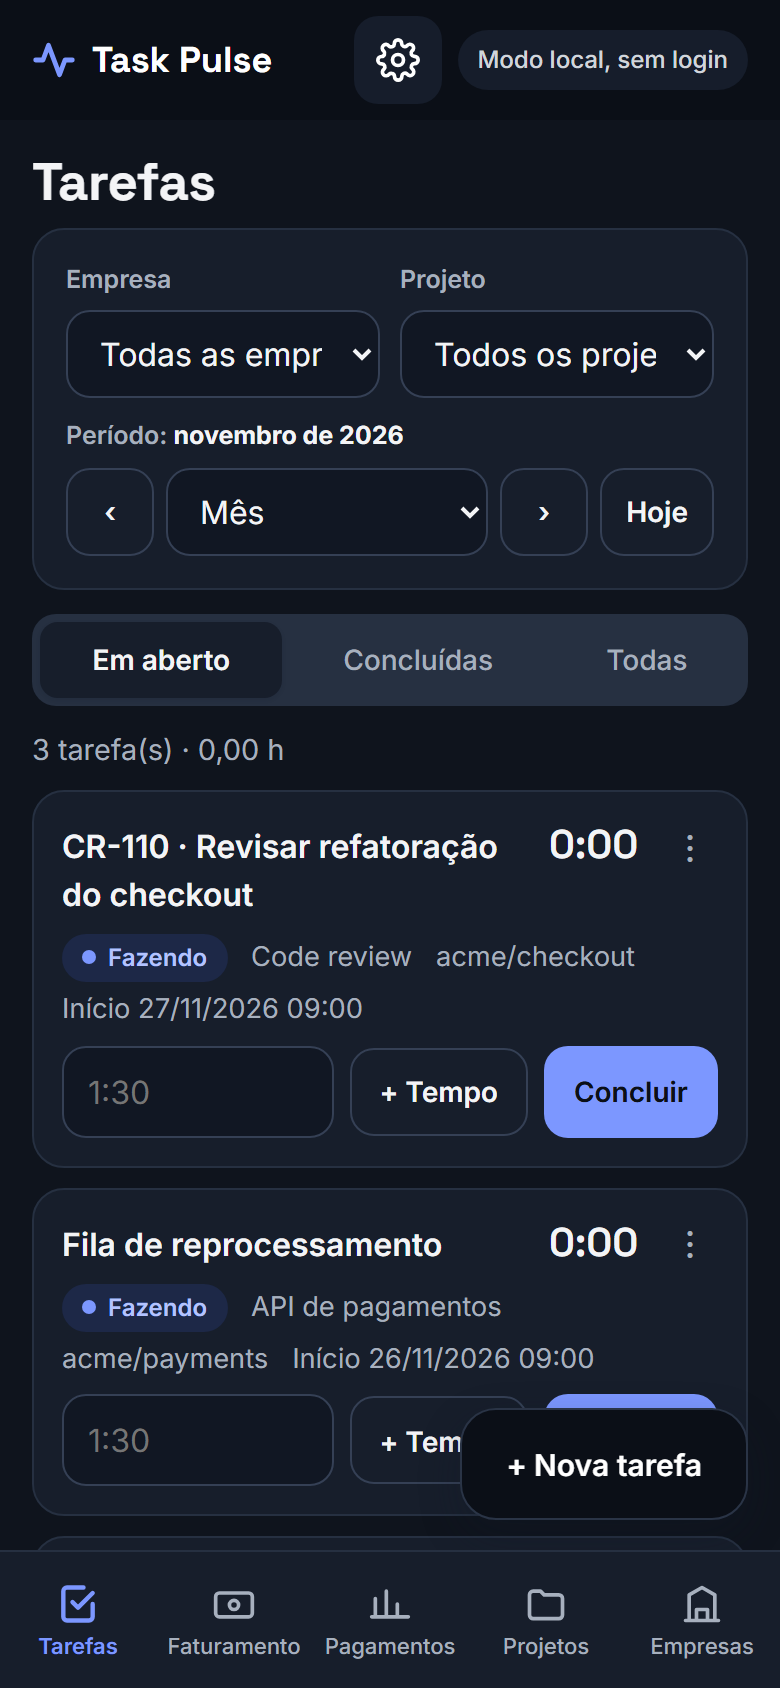 Task Pulse
Modo local, sem login
Tarefas
Empresa
Projeto
Todas as empr
Todos os proje
Período: novembro de 2026
‹
Mês
›
Hoje
Em aberto
Concluídas
Todas
3 tarefa(s) · 0,00 h
CR-110 · Revisar refatoração
do checkout
0:00
Fazendo
Code review
acme/checkout
Início 27/11/2026 09:00
1:30
+ Tempo
Concluir
Fila de reprocessamento
0:00
Fazendo
API de pagamentos
acme/payments
Início 26/11/2026 09:00
1:30
+ Tem
+ Nova tarefa
Tarefas
Faturamento
Pagamentos
Projetos
Empresas